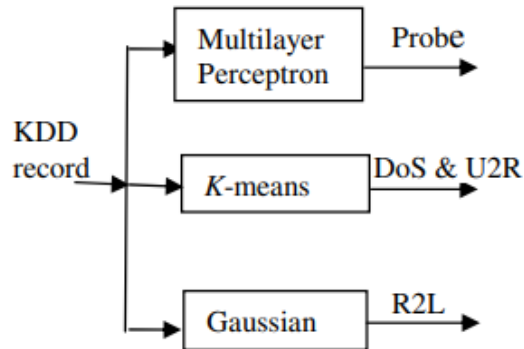 Multilayer
Perceptron
Probe
KDD
record
K-means
DoS & U2R
Gaussian
R2L